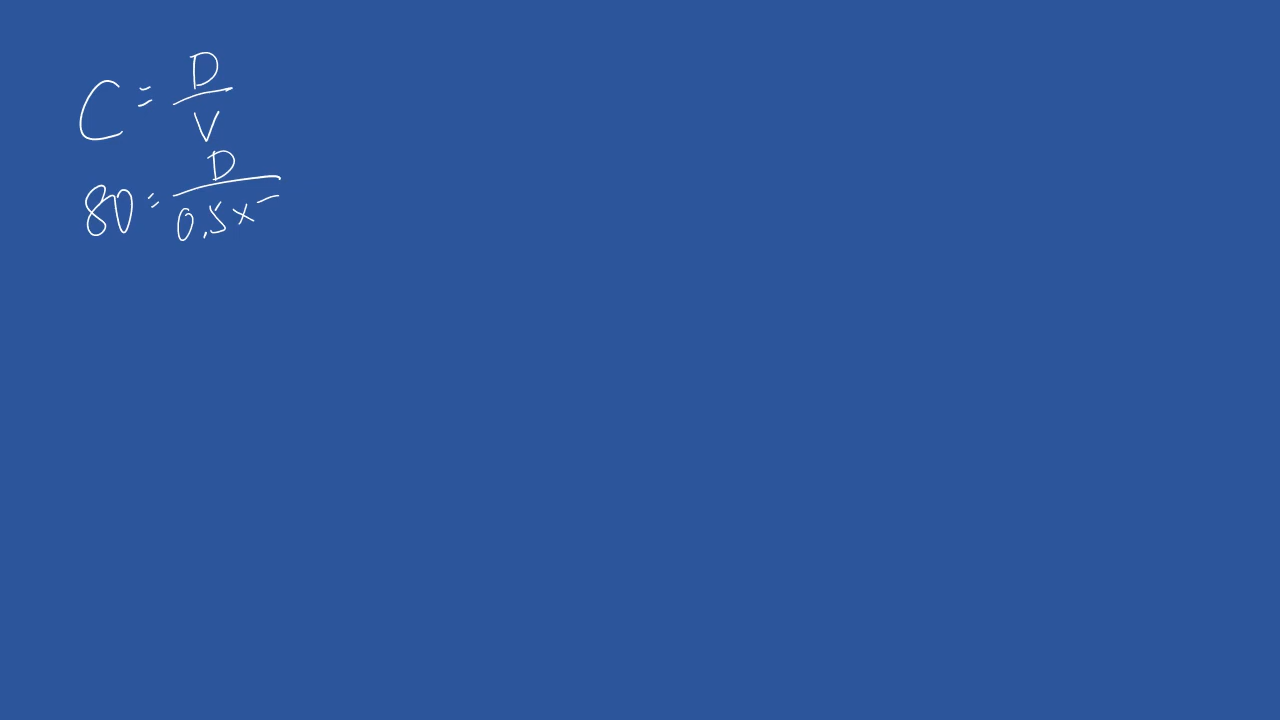 C = D/V
80 = D/0.5x